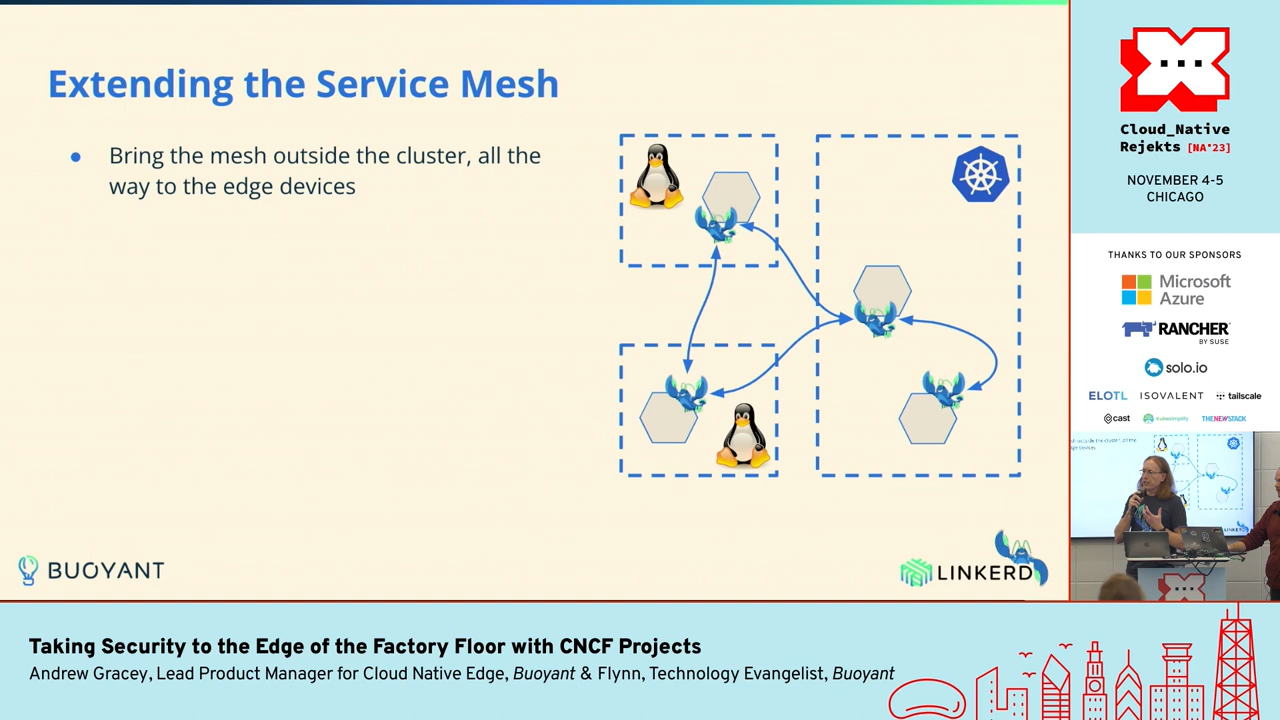 Extending the Service Mesh
● Bring the mesh outside the cluster, all the
way to the edge devices
BUOYANT
LINKERD
Cloud_Native
Rejekts [NA'23]
NOVEMBER 4-5
CHICAGO
THANKS TO OUR SPONSORS
Microsoft
Azure
RANCHER
BY SUSE
solo.io
ELOTL ISOVALENT tailscale
cast Kubesimplify THENEWSTACK
LINKERD
Taking Security to the Edge of the Factory Floor with CNCF Projects
Andrew Gracey, Lead Product Manager for Cloud Native Edge, Buoyant & Flynn, Technology Evangelist, Buoyant